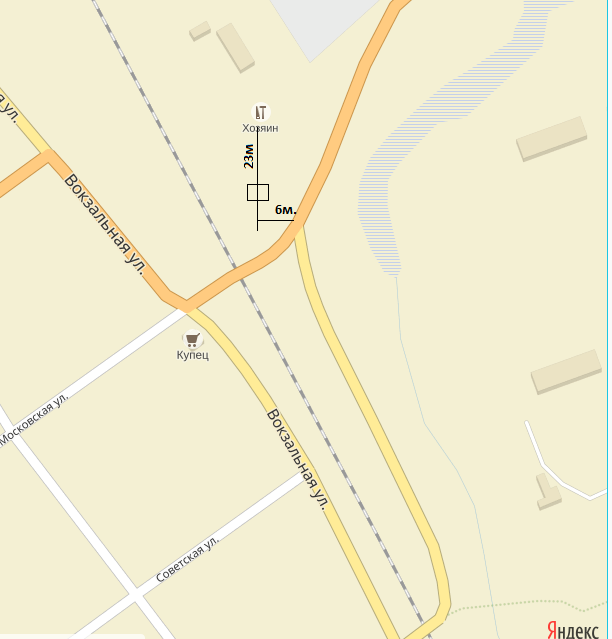 я ул.
Хозяин
23м
6м.
Вокзальная ул.
Купец
Московская ул.
Вокзальная ул.
Советская ул.
Яндекс